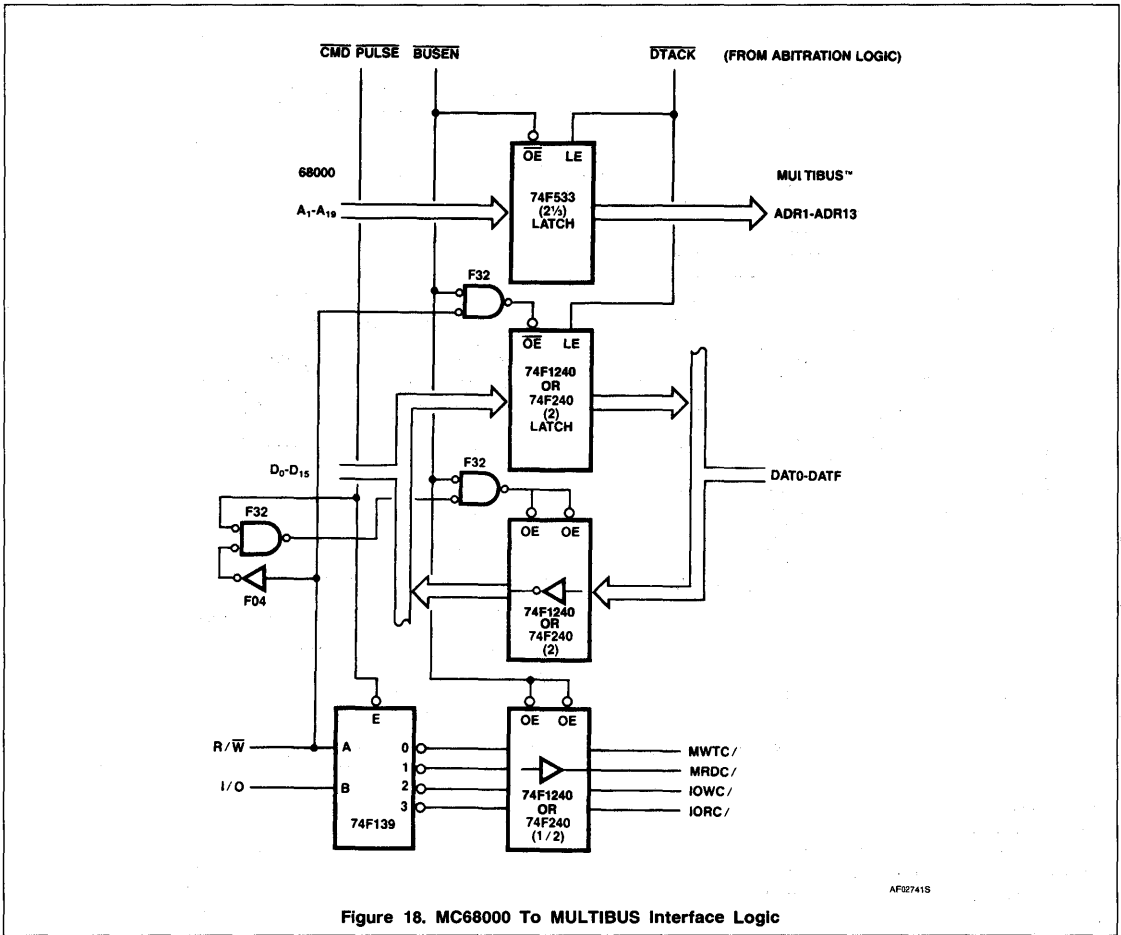 CMD PULSE BUSEN DTACK (FROM ABITRATION LOGIC)
OE LE
68000
MULTIBUS™
74F533
(2⅓)
LATCH
A1-A19
ADR1-ADR13
F32
OE LE
74F1240
OR
74F240
(2)
LATCH
F32
D0-D15
DAT0-DATF
F32
OE OE
F04
74F1240
OR
74F240
(2)
E
OE OE
R/W
A
0
MWTC/
1
MRDC/
I/O
B
2
IOWC/
3
IORC/
74F139
74F1240
OR
74F240
(1/2)
AF02741S
Figure 18. MC68000 To MULTIBUS Interface Logic